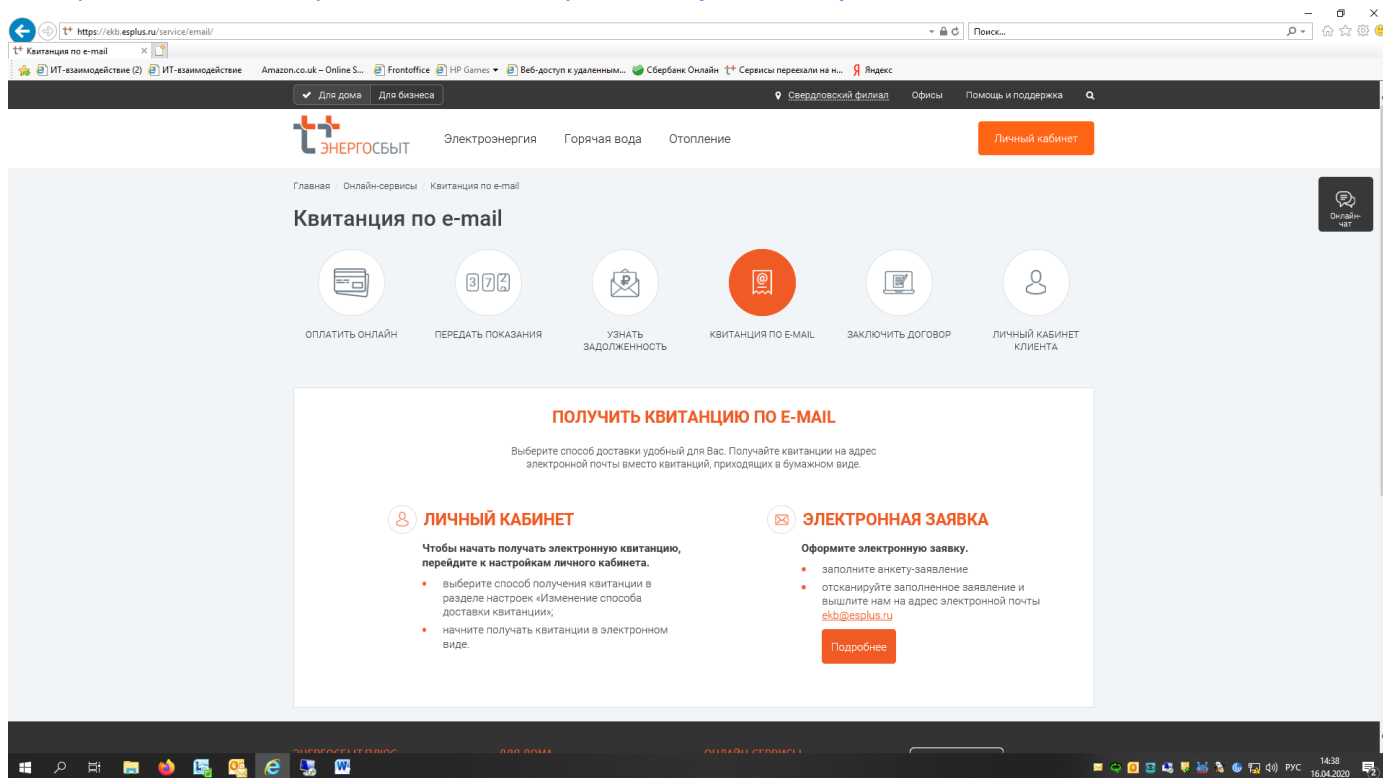 https://ekb.esplus.ru/service/email/
Поиск...
Квитанция по e-mail
ИТ-взаимодействие (2) ИТ-взаимодействие Amazon.co.uk – Online S... Frontoffice HP Games Веб-доступ к удаленным... Сбербанк Онлайн Сервисы переехали на н... Яндекс
Для дома Для бизнеса Свердловский филиал Офисы Помощь и поддержка
ЭНЕРГОСБЫТ Электроэнергия Горячая вода Отопление Личный кабинет
Главная / Онлайн-сервисы / Квитанция по e-mail
Онлайн-
чат
Квитанция по e-mail
372
ОПЛАТИТЬ ОНЛАЙН
ПЕРЕДАТЬ ПОКАЗАНИЯ
УЗНАТЬ
ЗАДОЛЖЕННОСТЬ
КВИТАНЦИЯ ПО E-MAIL
ЗАКЛЮЧИТЬ ДОГОВОР
ЛИЧНЫЙ КАБИНЕТ
КЛИЕНТА
ПОЛУЧИТЬ КВИТАНЦИЮ ПО E-MAIL
Выберите способ доставки удобный для Вас. Получайте квитанции на адрес
электронной почты вместо квитанций, приходящих в бумажном виде.
ЛИЧНЫЙ КАБИНЕТ
Чтобы начать получать электронную квитанцию,
перейдите к настройкам личного кабинета.
• выберите способ получения квитанции в
разделе настроек «Изменение способа
доставки квитанции»;
• начните получать квитанции в электронном
виде.
ЭЛЕКТРОННАЯ ЗАЯВКА
Оформите электронную заявку.
• заполните анкету-заявление
• отсканируйте заполненное заявление и
вышлите нам на адрес электронной почты
ekb@esplus.ru
Подробнее
ЭНЕРГОСБЫТ ПЛЮС ДЛЯ ДОМА ОНЛАЙН-СЕРВИСЫ
РУС
14:38
16.04.2020